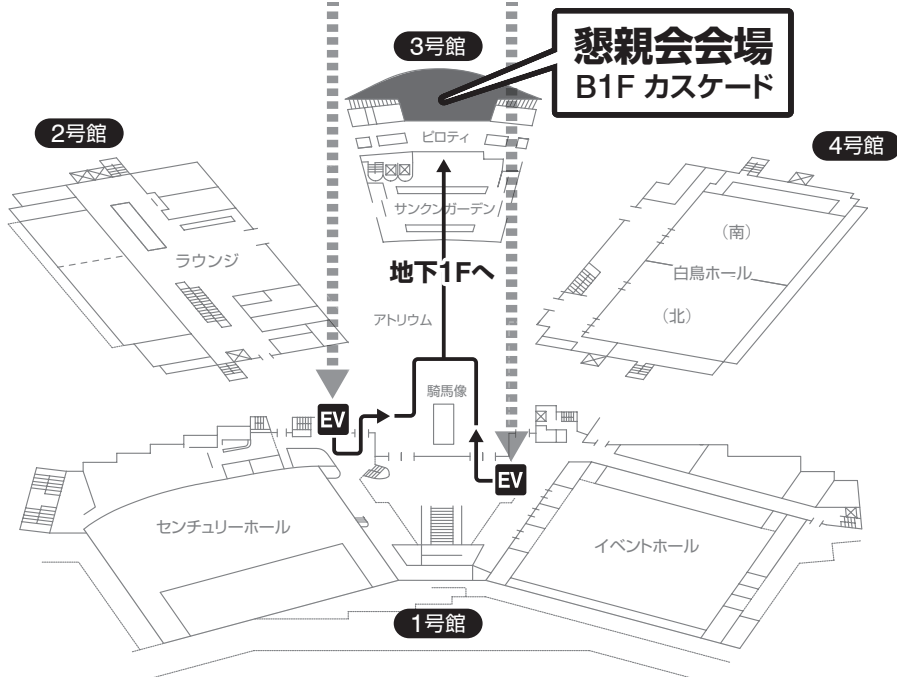 3号館
懇親会会場
B1F カスケード
2号館
ピロティ
4号館
サンクンガーデン
(南)
ラウンジ
地下1Fへ
白鳥ホール
(北)
アトリウム
騎馬像
EV
EV
センチュリーホール
イベントホール
1号館